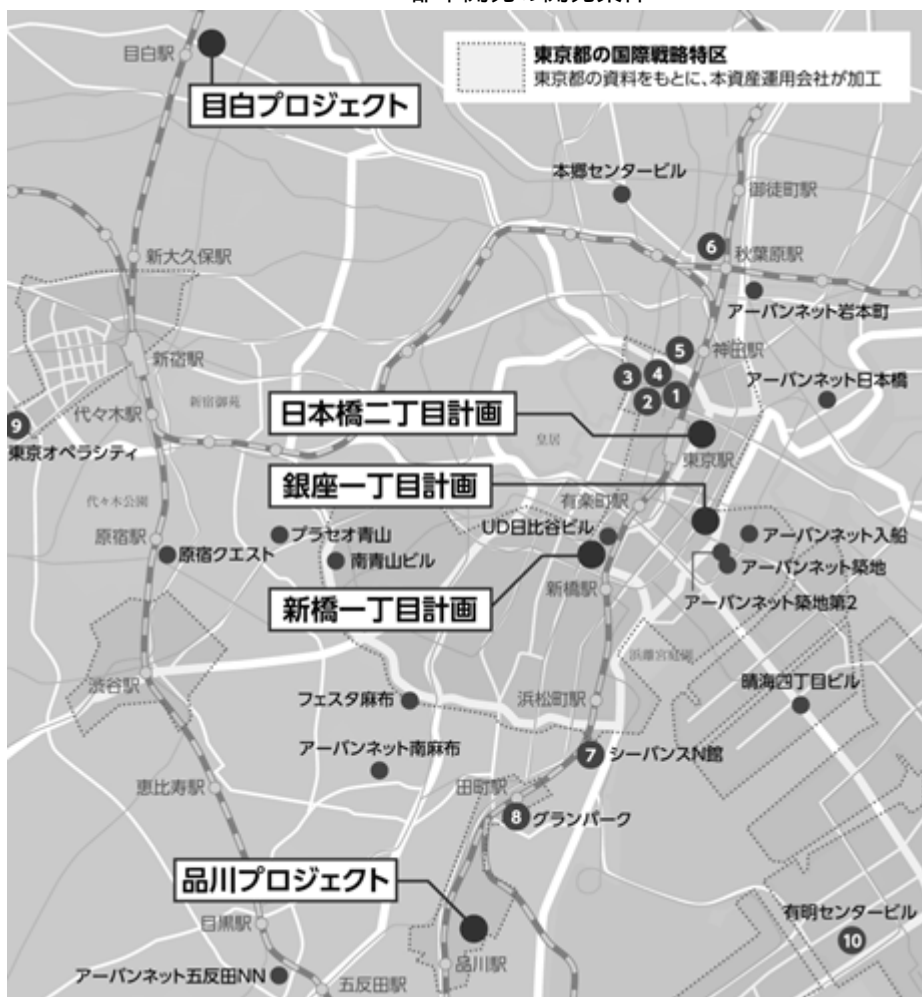 目白駅
目白プロジェクト
東京都の国際戦略特区
東京都の資料をもとに、本資産運用会社が加工
本郷センタービル
御徒町駅
新大久保駅
6
秋葉原駅
アーバンネット岩本町
新宿駅
5
神田駅
3
4
2
1
アーバンネット日本橋
代々木駅
新宿御苑
日本橋二丁目計画
9
東京オペラシティ
皇居
東京駅
銀座一丁目計画
代々木公園
有楽町駅
原宿駅
原宿クエスト
プラセオ青山
南青山ビル
UD日比谷ビル
アーバンネット入船
アーバンネット築地
アーバンネット築地第2
新橋一丁目計画
新橋駅
浜離宮庭園
渋谷駅
フェスタ麻布
浜松町駅
晴海四丁目ビル
アーバンネット南麻布
7
シーバンスN館
恵比寿駅
田町駅
8
グランパーク
品川プロジェクト
目黒駅
有明センタービル
10
品川駅
アーバンネット五反田NN
五反田駅